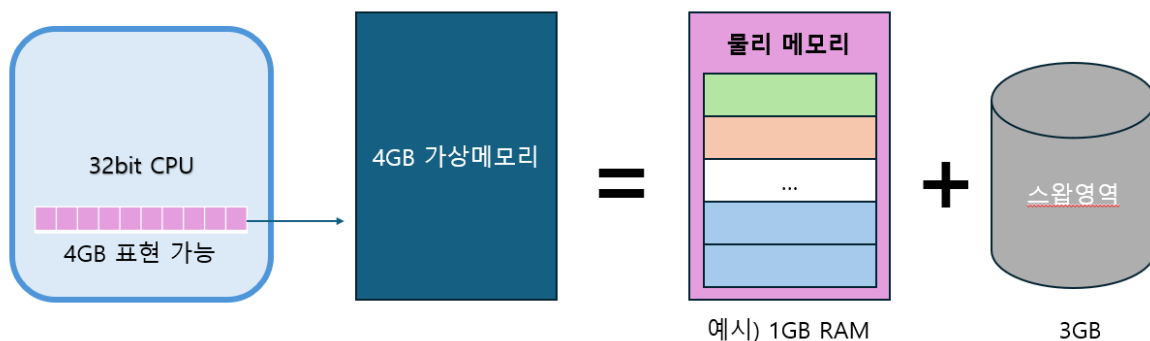 32bit CPU
4GB 표현 가능
4GB 가상메모리
=
물리 메모리
...
예시) 1GB RAM
+
스왑영역
3GB